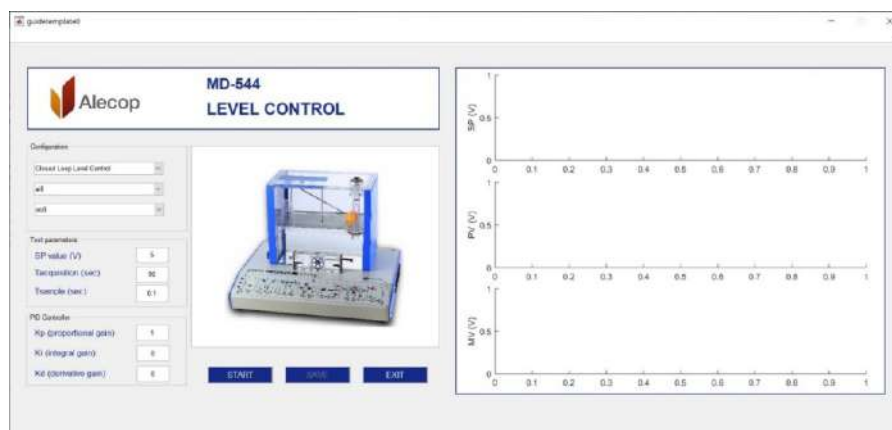 guidetemplate6
Alecop
MD-544
LEVEL CONTROL
Configuration
Closed Loop Level Control
ai0
ao0
Test parameters
SP value (V) 5
Tacquisition (sec)
Tsample (sec) 0.1
PID Controller
Kp (proportional gain) 1
Ki (integral gain) 0
Kd (derivative gain) 0
START SAVE EXIT
SP (V)
1
0.5
0
0 0.1 0.2 0.3 0.4 0.5 0.6 0.7 0.8 0.9 1
PV (V)
1
0.5
0
0 0.1 0.2 0.3 0.4 0.5 0.6 0.7 0.8 0.9 1
MV (V)
1
0.5
0
0 0.1 0.2 0.3 0.4 0.5 0.6 0.7 0.8 0.9 1